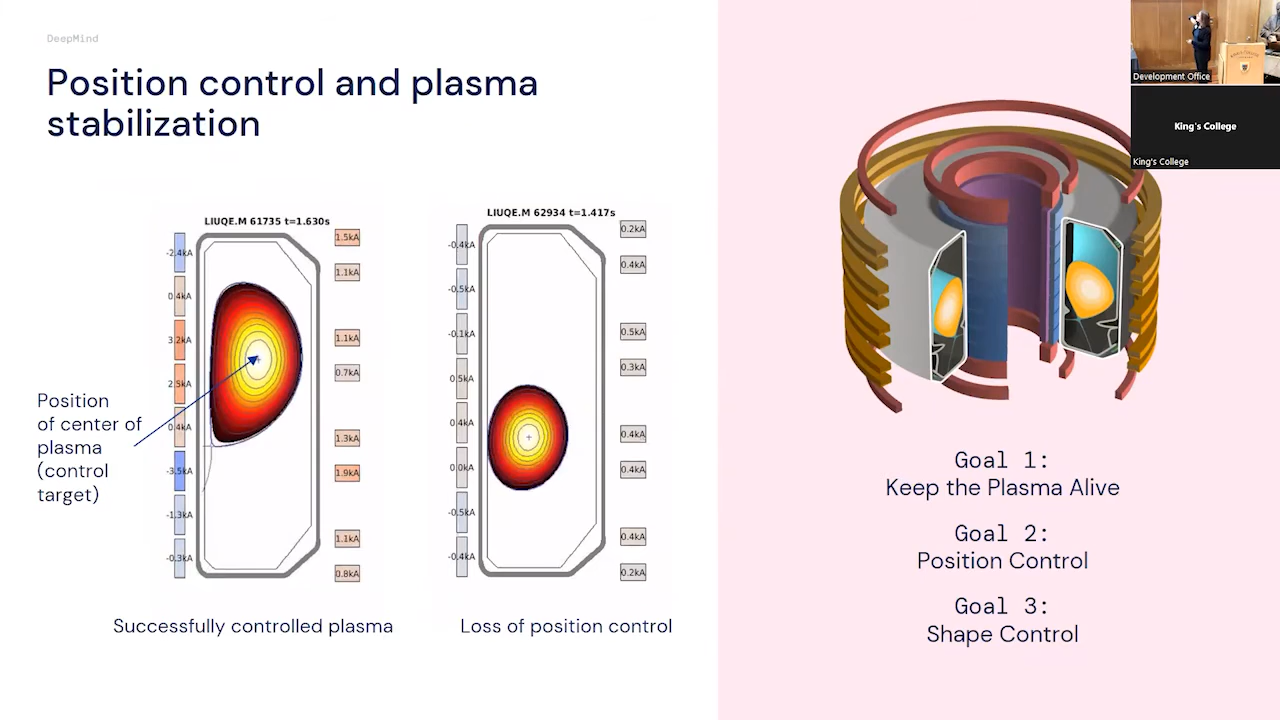 DeepMind
Position control and plasma
stabilization
Development Office
King's College
King's College
LIUQE.M 61735 t=1.630s
-2.4kA
0.4kA
3.2kA
2.5kA
0.4kA
-3.5kA
-1.3kA
-0.3kA
1.5kA
1.1kA
1.1kA
0.7kA
1.3kA
1.9kA
1.1kA
0.8kA
Position
of center of
plasma
(control
target)
Successfully controlled plasma
LIUQE.M 62934 t=1.417s
-0.4kA
-0.5kA
-0.1kA
0.5kA
0.4kA
0.0kA
-0.5kA
-0.4kA
0.2kA
0.4kA
0.5kA
0.3kA
0.4kA
0.4kA
0.4kA
0.2kA
Loss of position control
Goal 1:
Keep the Plasma Alive
Goal 2:
Position Control
Goal 3:
Shape Control